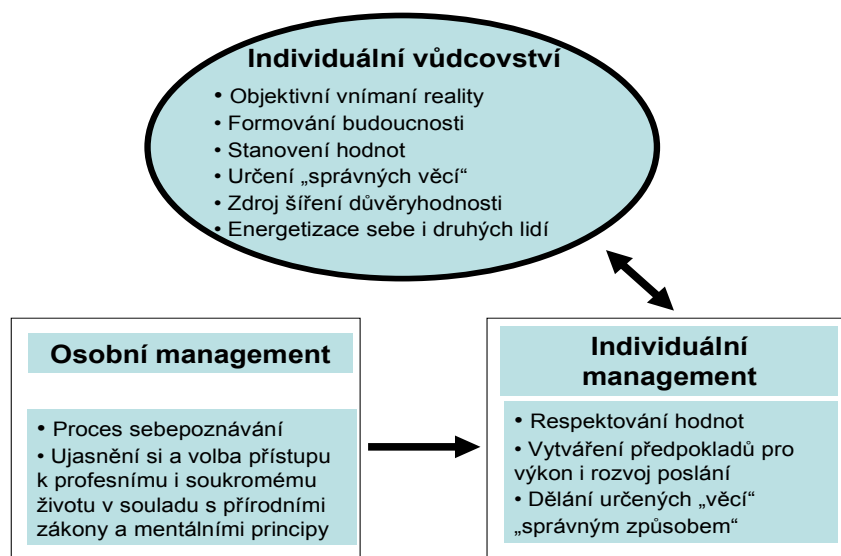 Individuální vůdcovství
• Objektivní vnímaní reality
• Formování budoucnosti
• Stanovení hodnot
• Určení „správných věcí“
• Zdroj šíření důvěryhodnosti
• Energetizace sebe i druhých lidí
Osobní management
• Proces sebepoznávání
• Ujasnění si a volba přístupu
k profesnímu i soukromému
životu v souladu s přírodními
zákony a mentálními principy
Individuální
management
• Respektování hodnot
• Vytváření předpokladů pro
výkon i rozvoj poslání
• Dělání určených „věcí“
„správným způsobem“